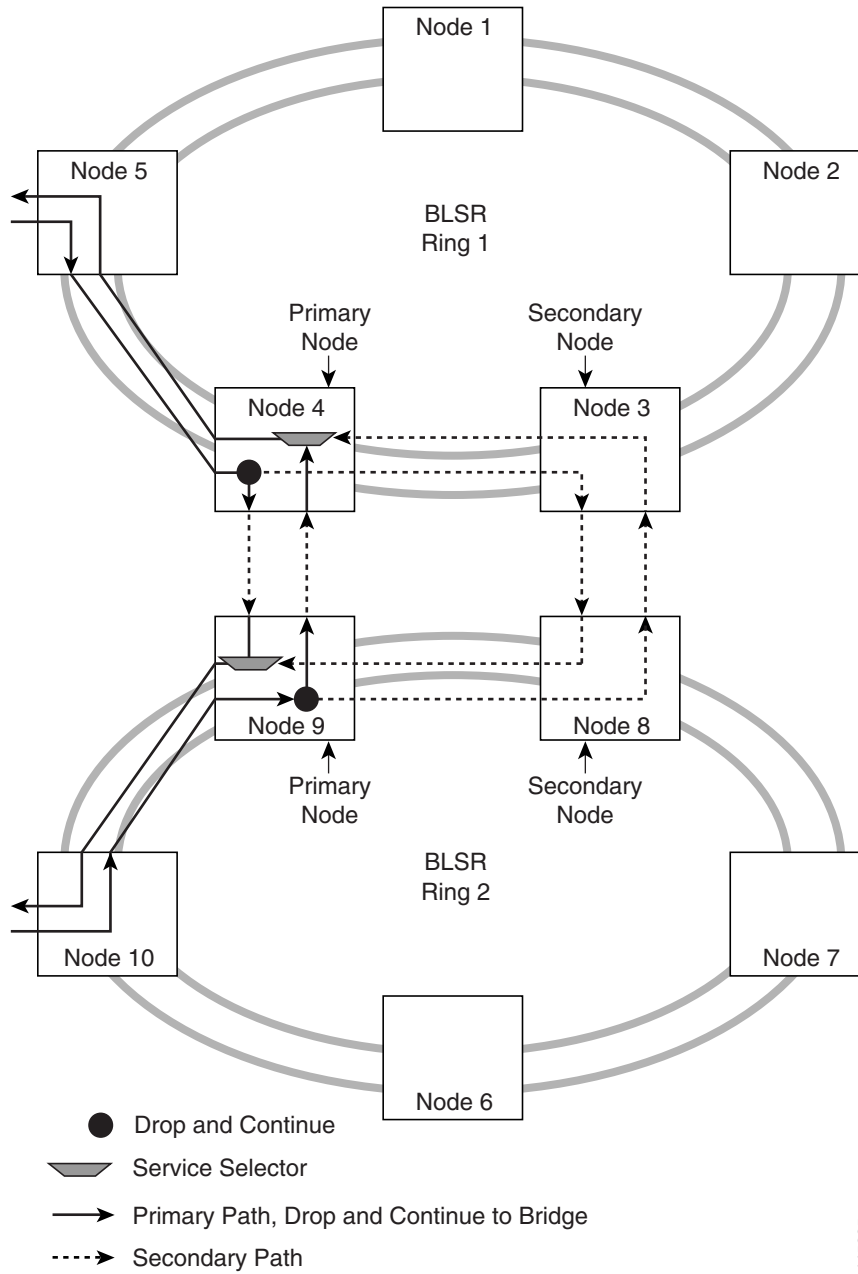 Node 1
Node 5
Node 2
BLSR
Ring 1
Primary
Node
Secondary
Node
Node 4
Node 3
Node 9
Node 8
Primary
Node
Secondary
Node
BLSR
Ring 2
Node 10
Node 7
Node 6
Drop and Continue
Service Selector
Primary Path, Drop and Continue to Bridge
Secondary Path